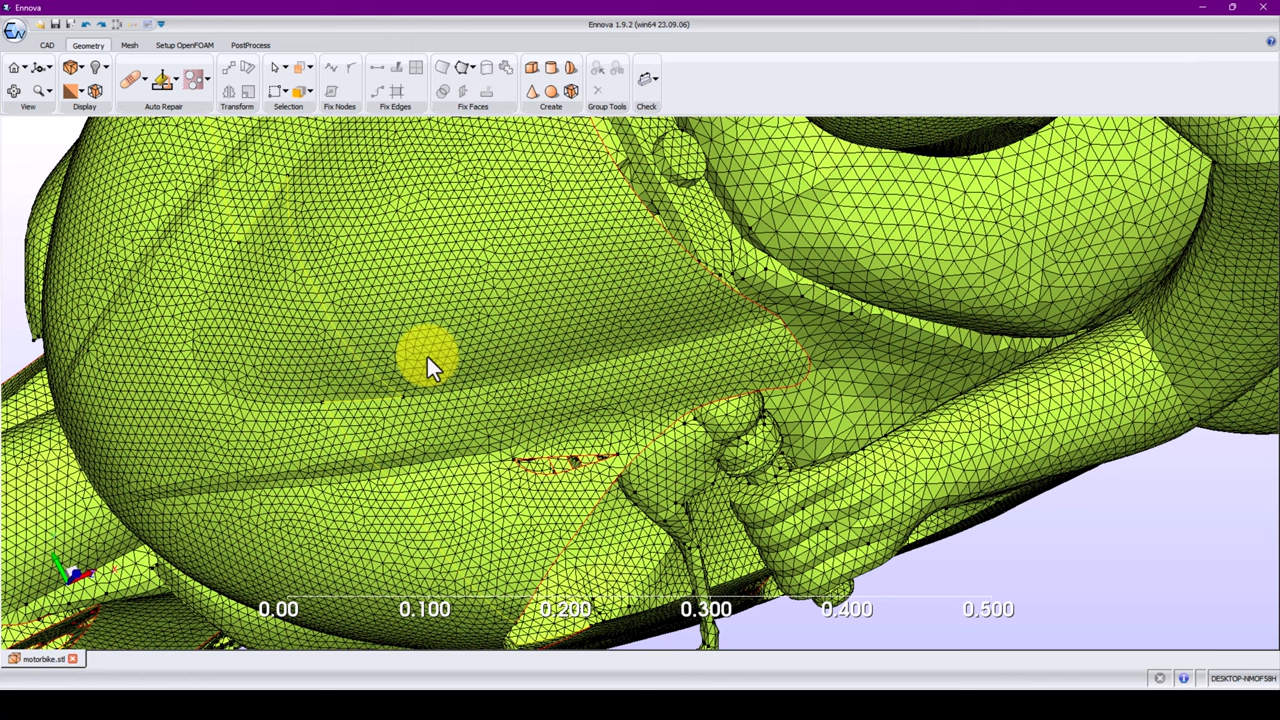 Ennova
Ennova 1.9.2 (win64 23.09.06)
CAD Geometry Mesh Setup OpenFOAM PostProcess
View Display Auto Repair Transform Selection Fix Nodes Fix Edges Fix Faces Create Group Tools Check
0.00 0.100 0.200 0.300 0.400 0.500
motorbike.stl
DESKTOP-NMOF58H